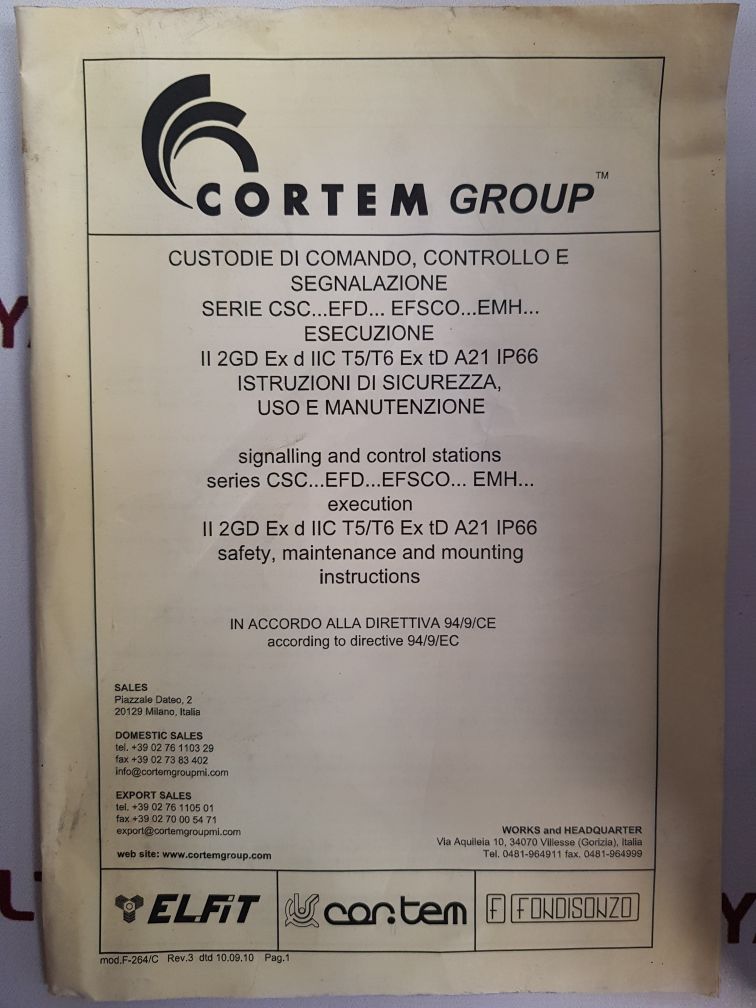 CORTEM GROUP™
CUSTODIE DI COMANDO, CONTROLLO E
SEGNALAZIONE
SERIE CSC...EFD... EFSCO...EMH...
ESECUZIONE
II 2GD Ex d IIC T5/T6 Ex tD A21 IP66
ISTRUZIONI DI SICUREZZA,
USO E MANUTENZIONE
signalling and control stations
series CSC...EFD...EFSCO... EMH...
execution
II 2GD Ex d IIC T5/T6 Ex tD A21 IP66
safety, maintenance and mounting
instructions
IN ACCORDO ALLA DIRETTIVA 94/9/CE
according to directive 94/9/EC
SALES
Piazzale Dateo, 2
20129 Milano, Italia
DOMESTIC SALES
tel. +39 02 76 1103 29
fax +39 02 73 83 402
info@cortemgroupmi.com
EXPORT SALES
tel. +39 02 76 1105 01
fax +39 02 70 00 54 71
export@cortemgroupmi.com
web site: www.cortemgroup.com
WORKS and HEADQUARTER
Via Aquileia 10, 34070 Villesse (Gorizia), Italia
Tel. 0481-964911 fax. 0481-964999
ELFIT
cor.tem
F FONDISONZO
mod.F-264/C Rev.3 dtd 10.09.10 Pag.1